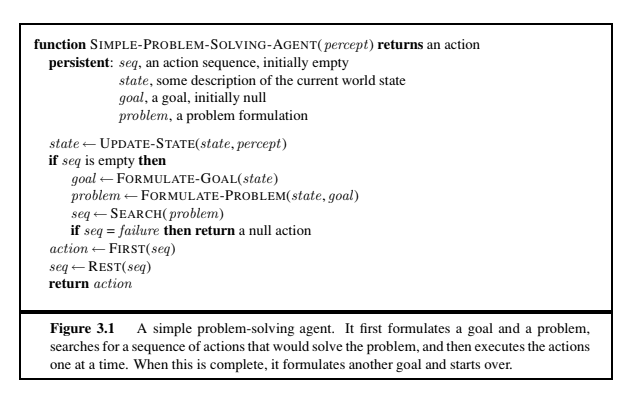 function SIMPLE-PROBLEM-SOLVING-AGENT(percept) returns an action
persistent: seq, an action sequence, initially empty
state, some description of the current world state
goal, a goal, initially null
problem, a problem formulation
state ← UPDATE-STATE(state, percept)
if seq is empty then
goal ← FORMULATE-GOAL(state)
problem ← FORMULATE-PROBLEM(state, goal)
seq ← SEARCH(problem)
if seq = failure then return a null action
action ← FIRST(seq)
seq ← REST(seq)
return action
Figure 3.1 A simple problem-solving agent. It first formulates a goal and a problem,
searches for a sequence of actions that would solve the problem, and then executes the actions
one at a time. When this is complete, it formulates another goal and starts over.